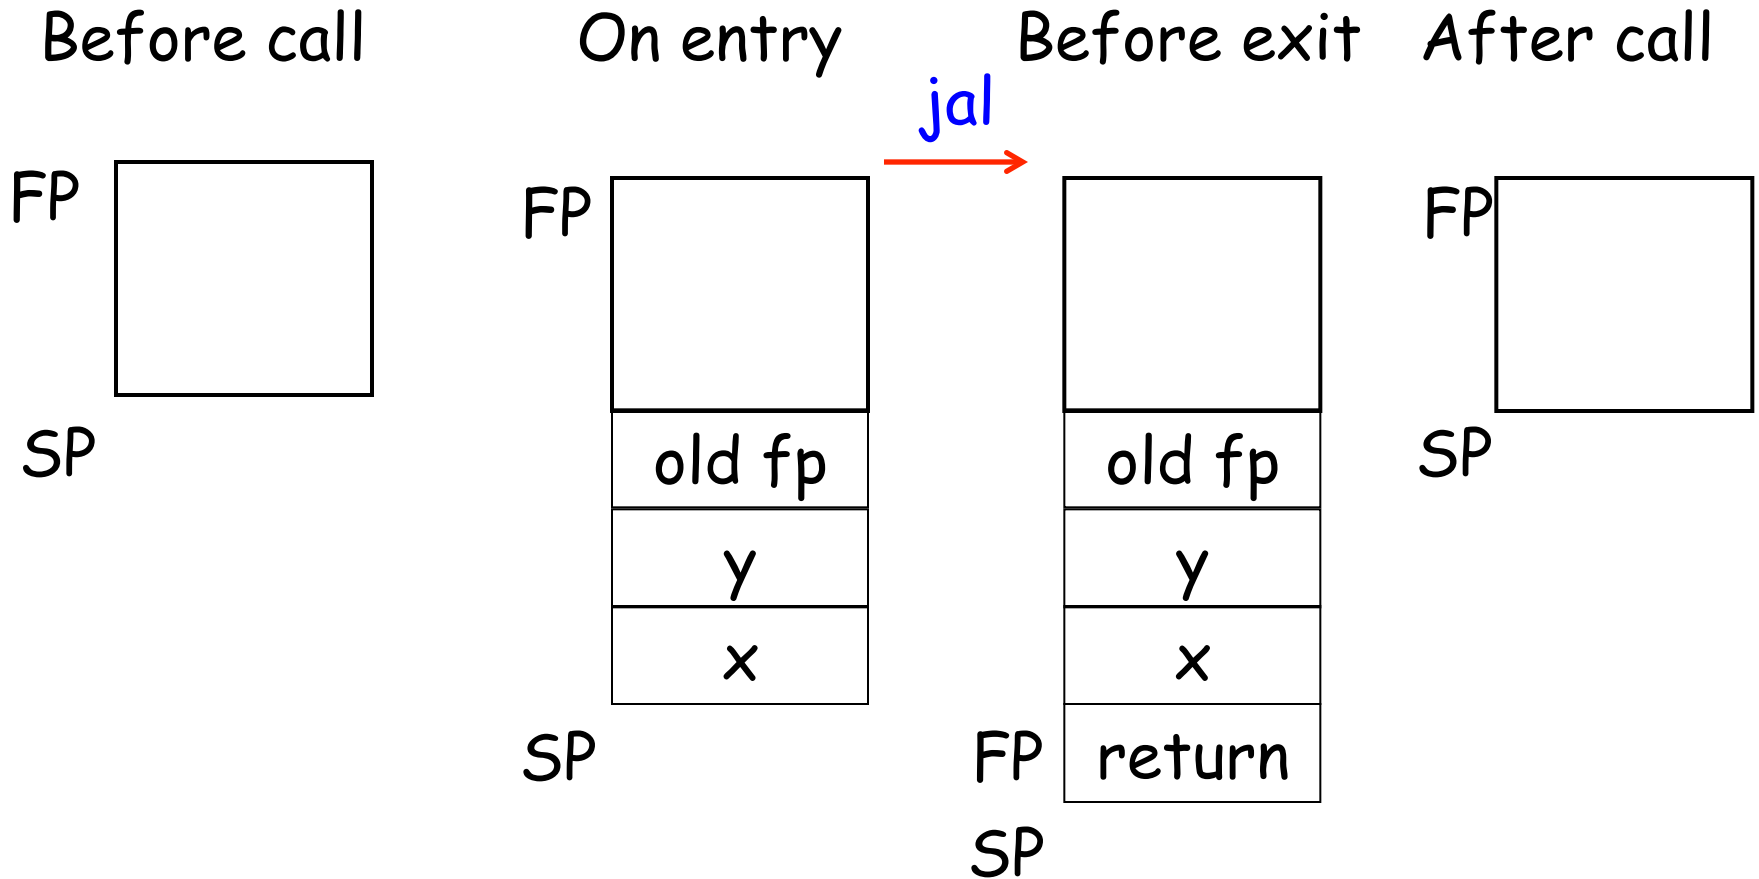 Before call
On entry
Before exit
After call
jal
FP
FP
FP
SP
old fp
old fp
SP
y
y
x
x
SP
FP
return
SP